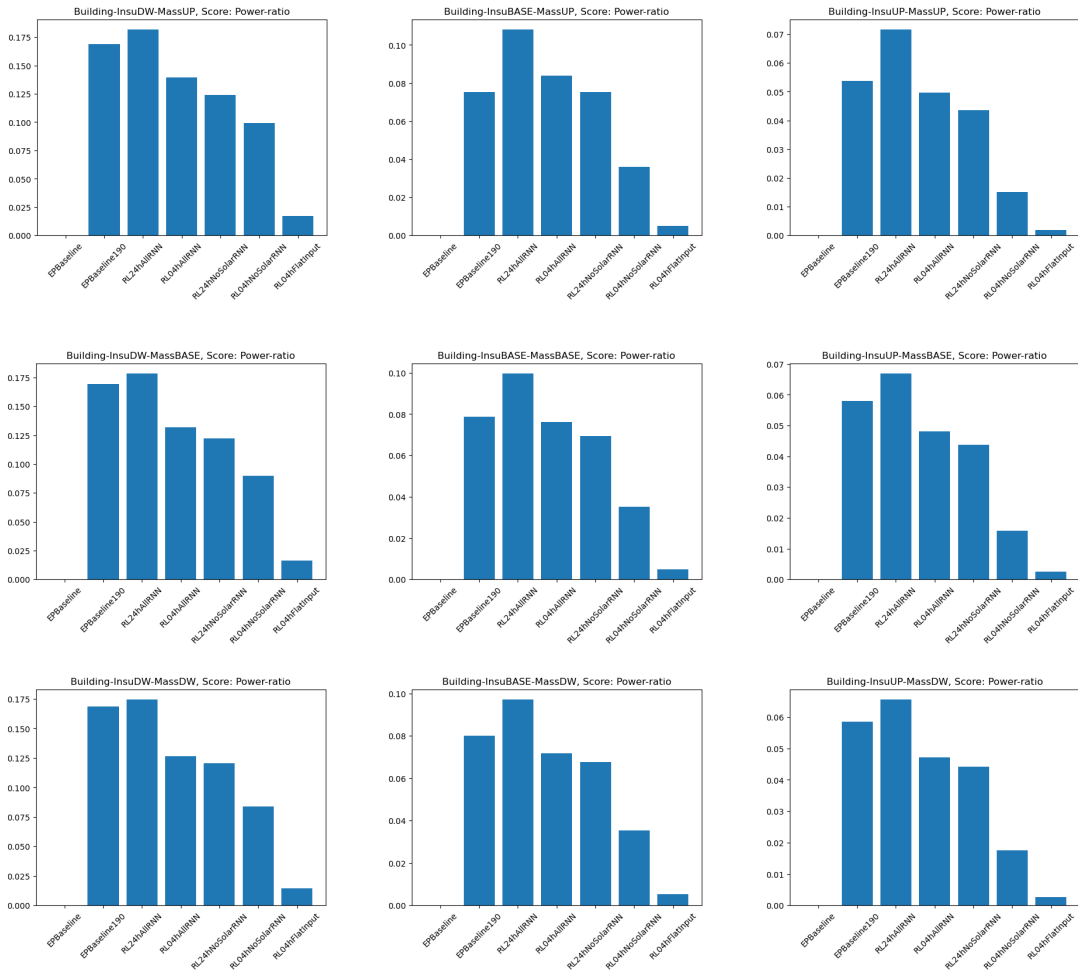 Building-InsuDW-MassUP, Score: Power-ratio
0.175
0.150
0.125
0.100
0.075
0.050
0.025
0.000
EPBaseline
EPBaseline190
RL24hAllRNN
RL04hAllRNN
RL24hNoSolarRNN
RL04hNoSolarRNN
RL04hFlatInput
Building-InsuBASE-MassUP, Score: Power-ratio
0.10
0.08
0.06
0.04
0.02
0.00
EPBaseline
EPBaseline190
RL24hAllRNN
RL04hAllRNN
RL24hNoSolarRNN
RL04hNoSolarRNN
RL04hFlatInput
Building-InsuUP-MassUP, Score: Power-ratio
0.07
0.06
0.05
0.04
0.03
0.02
0.01
0.00
EPBaseline
EPBaseline190
RL24hAllRNN
RL04hAllRNN
RL24hNoSolarRNN
RL04hNoSolarRNN
RL04hFlatInput
Building-InsuDW-MassBASE, Score: Power-ratio
0.175
0.150
0.125
0.100
0.075
0.050
0.025
0.000
EPBaseline
EPBaseline190
RL24hAllRNN
RL04hAllRNN
RL24hNoSolarRNN
RL04hNoSolarRNN
RL04hFlatInput
Building-InsuBASE-MassBASE, Score: Power-ratio
0.10
0.08
0.06
0.04
0.02
0.00
EPBaseline
EPBaseline190
RL24hAllRNN
RL04hAllRNN
RL24hNoSolarRNN
RL04hNoSolarRNN
RL04hFlatInput
Building-InsuUP-MassBASE, Score: Power-ratio
0.07
0.06
0.05
0.04
0.03
0.02
0.01
0.00
EPBaseline
EPBaseline190
RL24hAllRNN
RL04hAllRNN
RL24hNoSolarRNN
RL04hNoSolarRNN
RL04hFlatInput
Building-InsuDW-MassDW, Score: Power-ratio
0.175
0.150
0.125
0.100
0.075
0.050
0.025
0.000
EPBaseline
EPBaseline190
RL24hAllRNN
RL04hAllRNN
RL24hNoSolarRNN
RL04hNoSolarRNN
RL04hFlatInput
Building-InsuBASE-MassDW, Score: Power-ratio
0.10
0.08
0.06
0.04
0.02
0.00
EPBaseline
EPBaseline190
RL24hAllRNN
RL04hAllRNN
RL24hNoSolarRNN
RL04hNoSolarRNN
RL04hFlatInput
Building-InsuUP-MassDW, Score: Power-ratio
0.06
0.05
0.04
0.03
0.02
0.01
0.00
EPBaseline
EPBaseline190
RL24hAllRNN
RL04hAllRNN
RL24hNoSolarRNN
RL04hNoSolarRNN
RL04hFlatInput